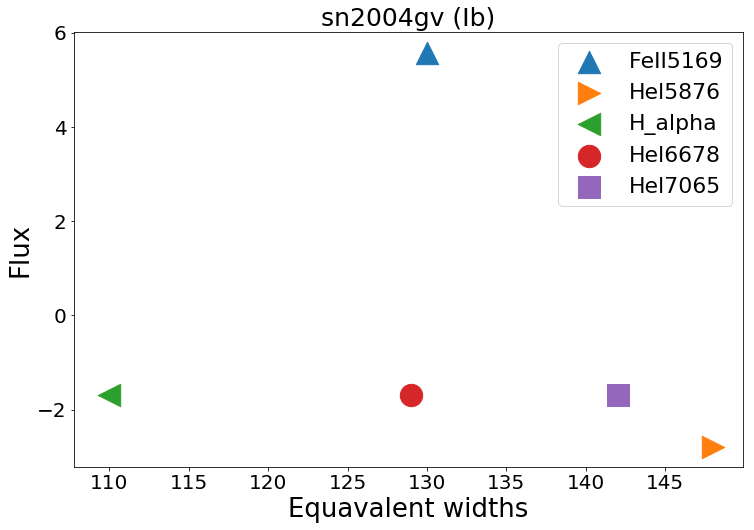 sn2004gv (Ib)
6
4
2
0
−2
Flux
FeII5169
HeI5876
H_alpha
HeI6678
HeI7065
110 115 120 125 130 135 140 145
Equavalent widths